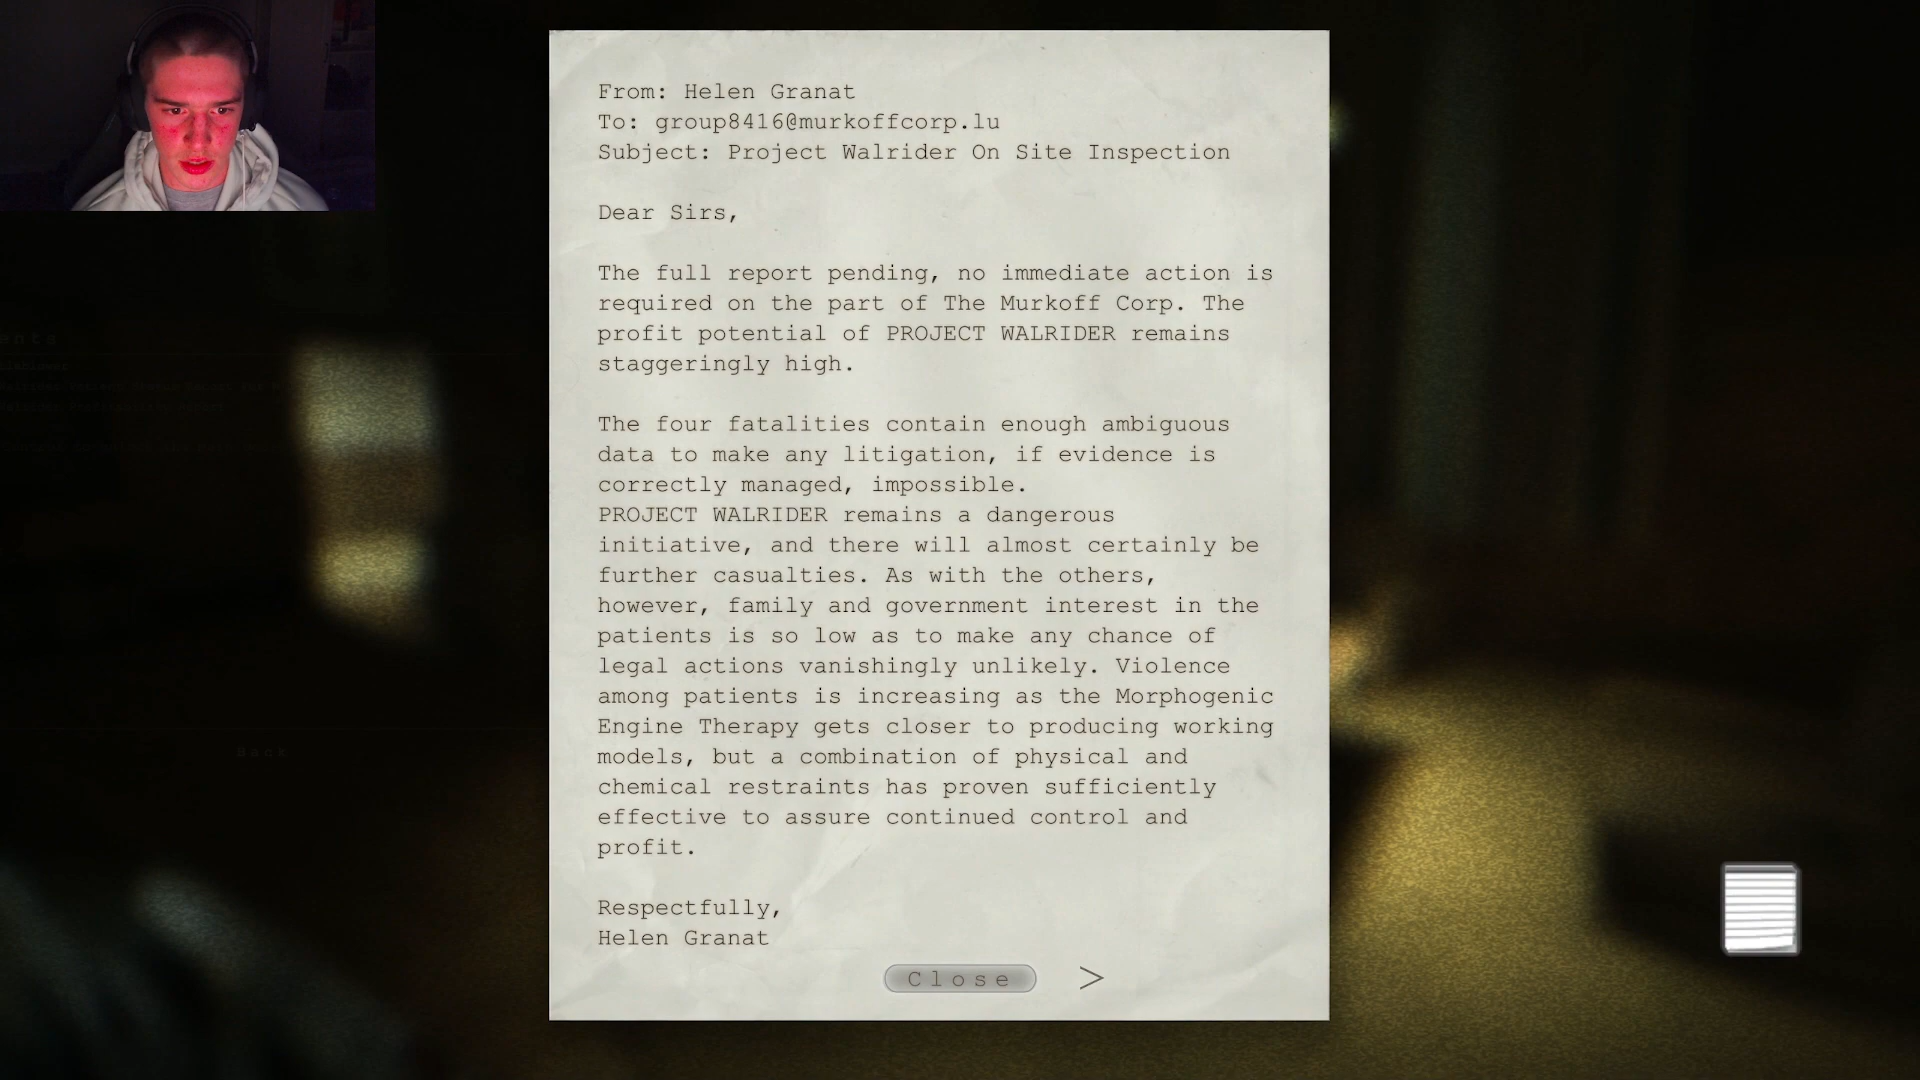 From: Helen Granat
To: group8416@murkoffcorp.lu
Subject: Project Walrider On Site Inspection
Dear Sirs,
The full report pending, no immediate action is
required on the part of The Murkoff Corp. The
profit potential of PROJECT WALRIDER remains
staggeringly high.
The four fatalities contain enough ambiguous
data to make any litigation, if evidence is
correctly managed, impossible.
PROJECT WALRIDER remains a dangerous
initiative, and there will almost certainly be
further casualties. As with the others,
however, family and government interest in the
patients is so low as to make any chance of
legal actions vanishingly unlikely. Violence
among patients is increasing as the Morphogenic
Engine Therapy gets closer to producing working
models, but a combination of physical and
chemical restraints has proven sufficiently
effective to assure continued control and
profit.
Respectfully,
Helen Granat
Close >
Back